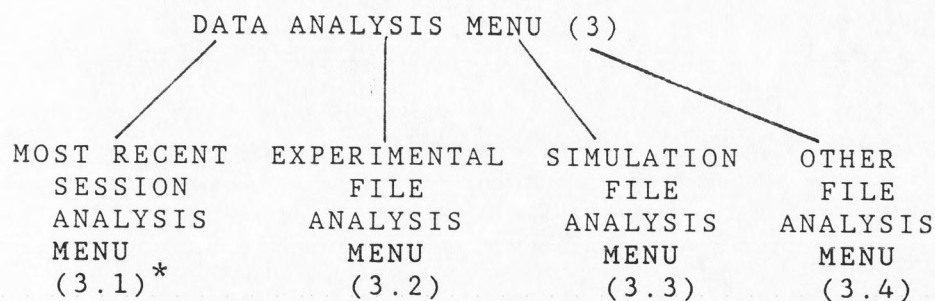 DATA ANALYSIS MENU (3)
MOST RECENT
SESSION
ANALYSIS
MENU
(3.1)*
EXPERIMENTAL
FILE
ANALYSIS
MENU
(3.2)
SIMULATION
FILE
ANALYSIS
MENU
(3.3)
OTHER
FILE
ANALYSIS
MENU
(3.4)